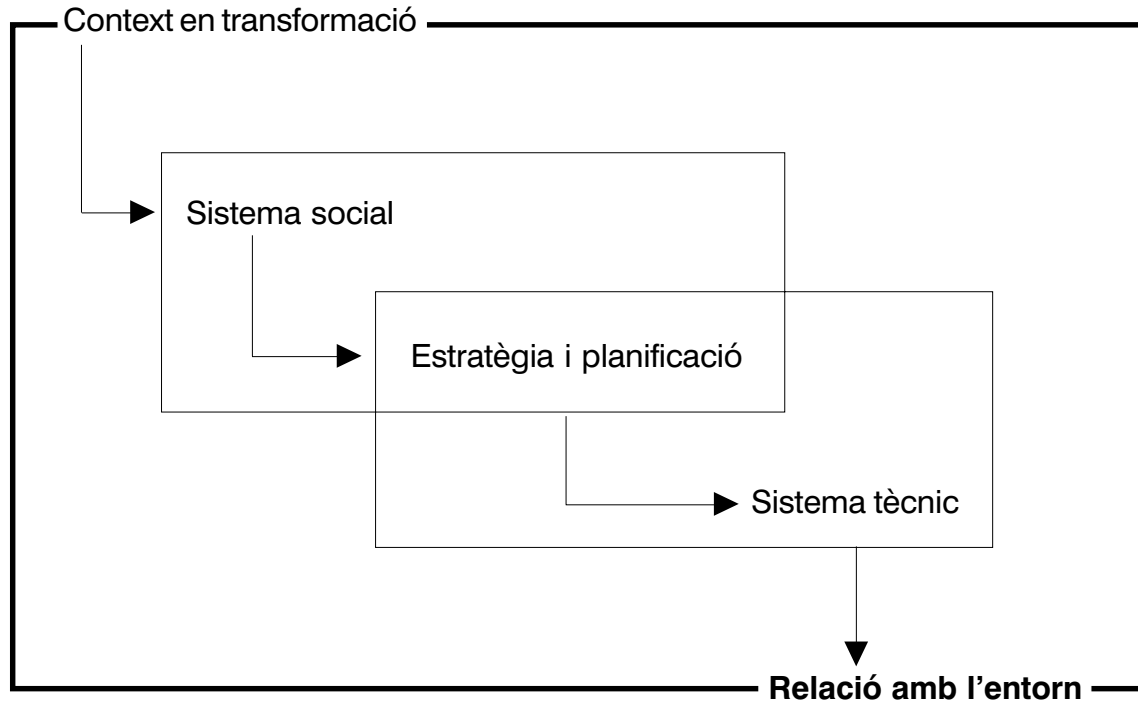 Context en transformació
Sistema social
Estratègia i planificació
Sistema tècnic
Relació amb l’entorn